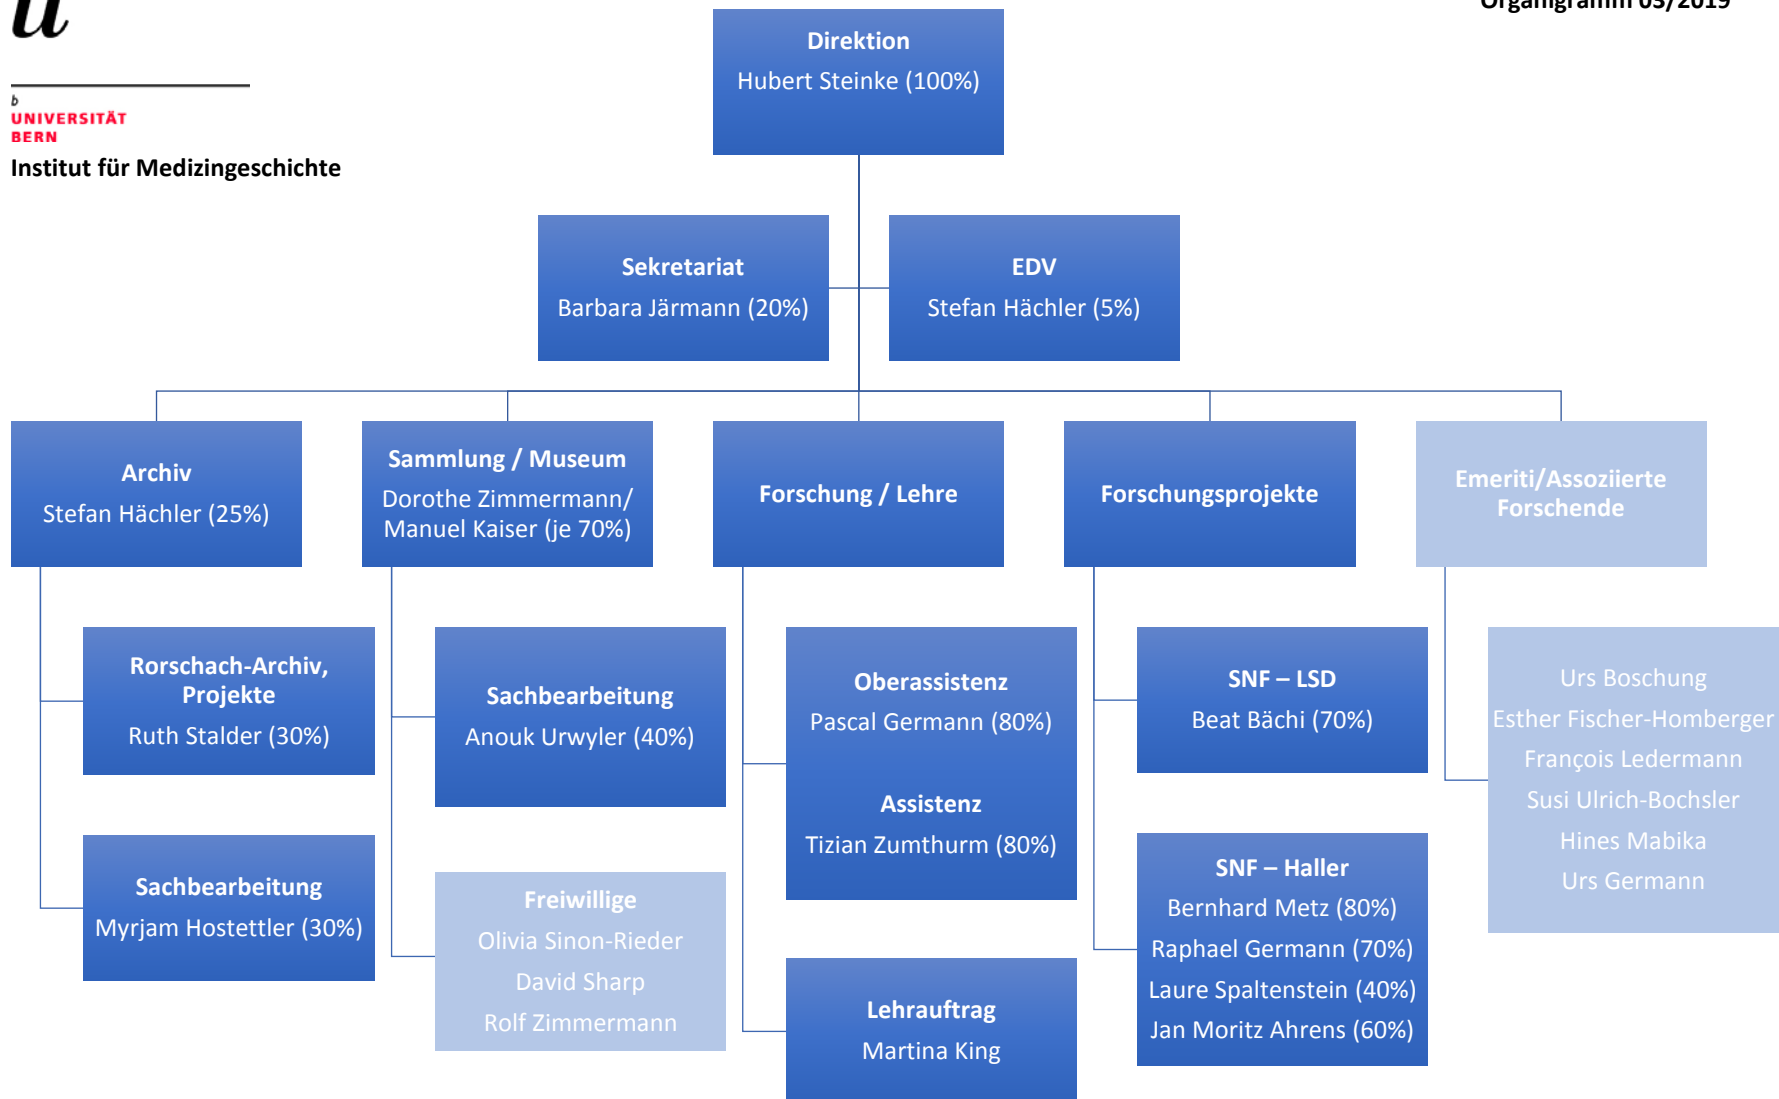 u
Organigramm 03/2019
b
UNIVERSITÄT
BERN
Institut für Medizingeschichte
Direktion
Hubert Steinke (100%)
Sekretariat
Barbara Järmann (20%)
EDV
Stefan Hächler (5%)
Archiv
Stefan Hächler (25%)
Rorschach-Archiv,
Projekte
Ruth Stalder (30%)
Sachbearbeitung
Myrjam Hostettler (30%)
Sammlung / Museum
Dorothe Zimmermann/
Manuel Kaiser (je 70%)
Sachbearbeitung
Anouk Urwyler (40%)
Freiwillige
Olivia Sinon-Rieder
David Sharp
Rolf Zimmermann
Forschung / Lehre
Oberassistenz
Pascal Germann (80%)
Assistenz
Tizian Zumthurm (80%)
Lehrauftrag
Martina King
Forschungsprojekte
SNF – LSD
Beat Bächi (70%)
SNF – Haller
Bernhard Metz (80%)
Raphael Germann (70%)
Laure Spaltenstein (40%)
Jan Moritz Ahrens (60%)
Emeriti/Assoziierte
Forschende
Urs Boschung
Esther Fischer-Homberger
François Ledermann
Susi Ulrich-Bochsler
Hines Mabika
Urs Germann